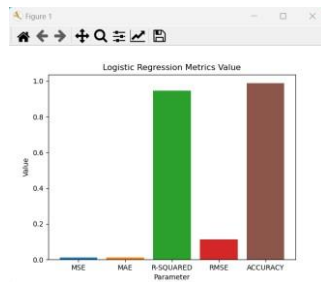 Figure 1
Logistic Regression Metrics Value
1.0
0.8
0.6
0.4
0.2
0.0
Value
MSE MAE R-SQUARED RMSE ACCURACY
Parameter